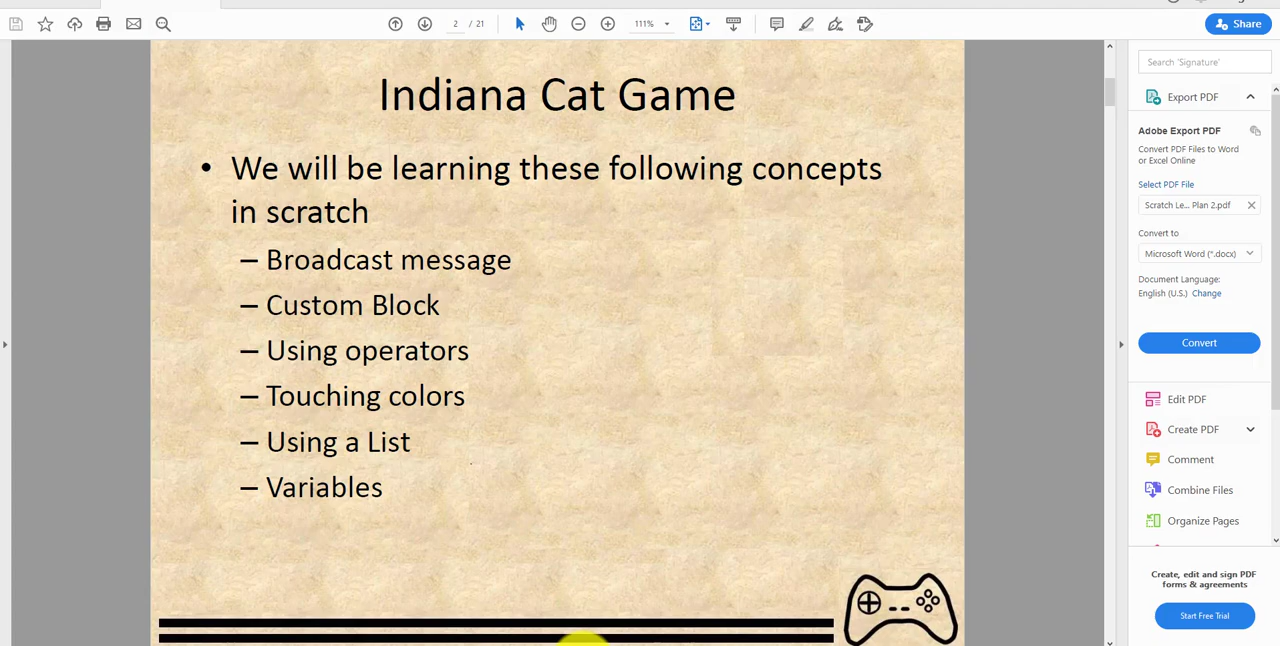 2 / 21
111%
Share
Indiana Cat Game
• We will be learning these following concepts
in scratch
– Broadcast message
– Custom Block
– Using operators
– Touching colors
– Using a List
– Variables
Search 'Signature'
Export PDF
Adobe Export PDF
Convert PDF Files to Word
or Excel Online
Select PDF File
Scratch Le... Plan 2.pdf
Convert to
Microsoft Word (*.docx)
Document Language:
English (U.S.) Change
Convert
Edit PDF
Create PDF
Comment
Combine Files
Organize Pages
Create, edit and sign PDF
forms & agreements
Start Free Trial